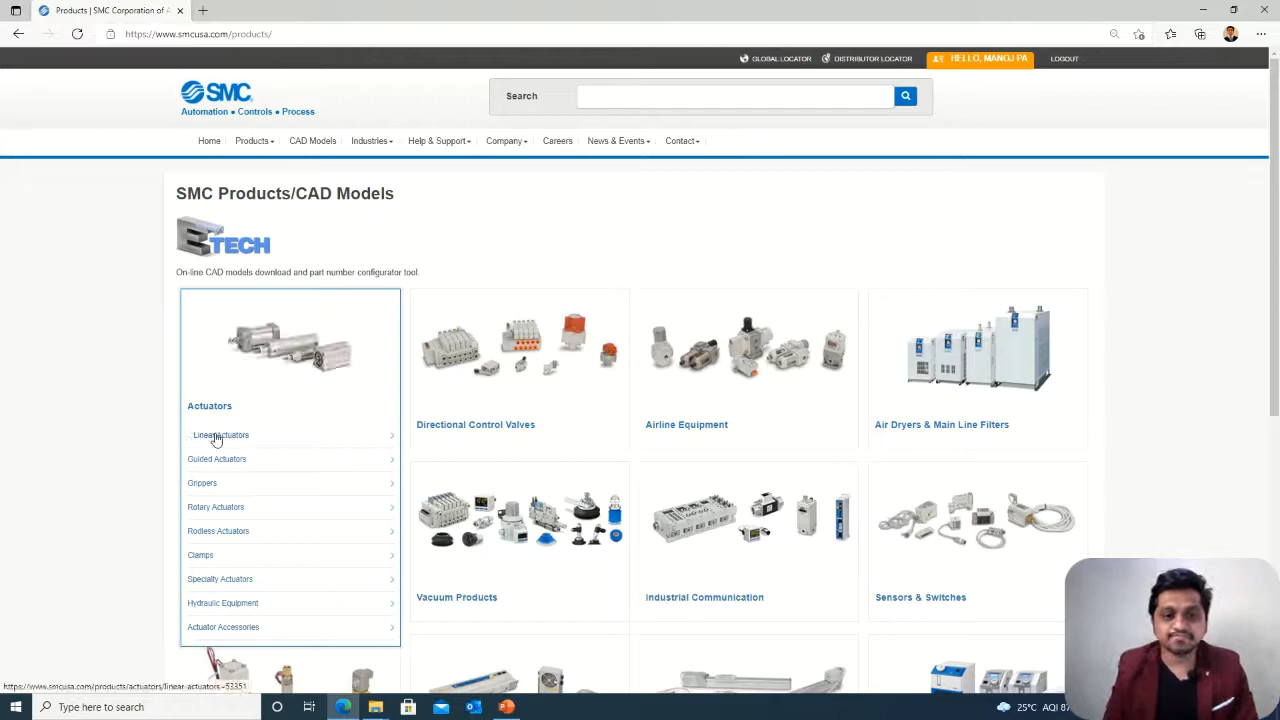 Products | SMC Corporation of A
https://www.smcusa.com/products/
GLOBAL LOCATOR
DISTRIBUTOR LOCATOR
HELLO, MANOJ PA
LOGOUT
SMC
Automation • Controls • Process
Search
Home
Products
CAD Models
Industries
Help & Support
Company
Careers
News & Events
Contact
SMC Products/CAD Models
ETECH
On-line CAD models download and part number configurator tool.
Actuators
Linear Actuators
Guided Actuators
Grippers
Rotary Actuators
Rodless Actuators
Clamps
Specialty Actuators
Hydraulic Equipment
Actuator Accessories
Directional Control Valves
Airline Equipment
Air Dryers & Main Line Filters
Vacuum Products
Industrial Communication
Sensors & Switches
https://www.smcusa.com/products/actuators/linear-actuators~53351
Type here to search
25°C AQI 87